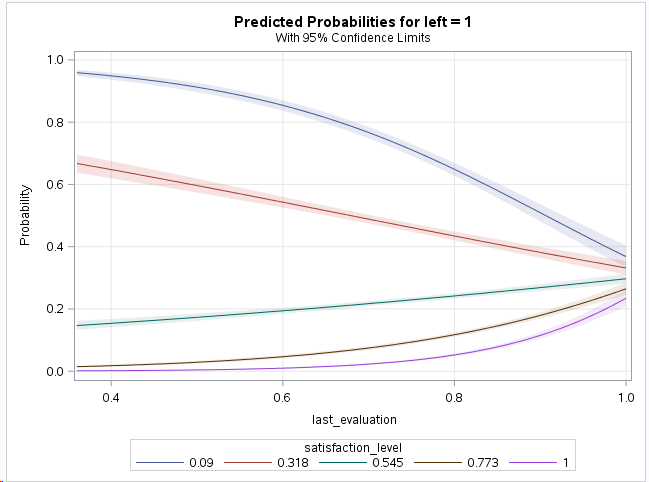 Predicted Probabilities for left = 1
With 95% Confidence Limits
1.0
0.8
0.6
0.4
0.2
0.0
Probability
0.4 0.6 0.8 1.0
last_evaluation
satisfaction_level
0.09 0.318 0.545 0.773 1